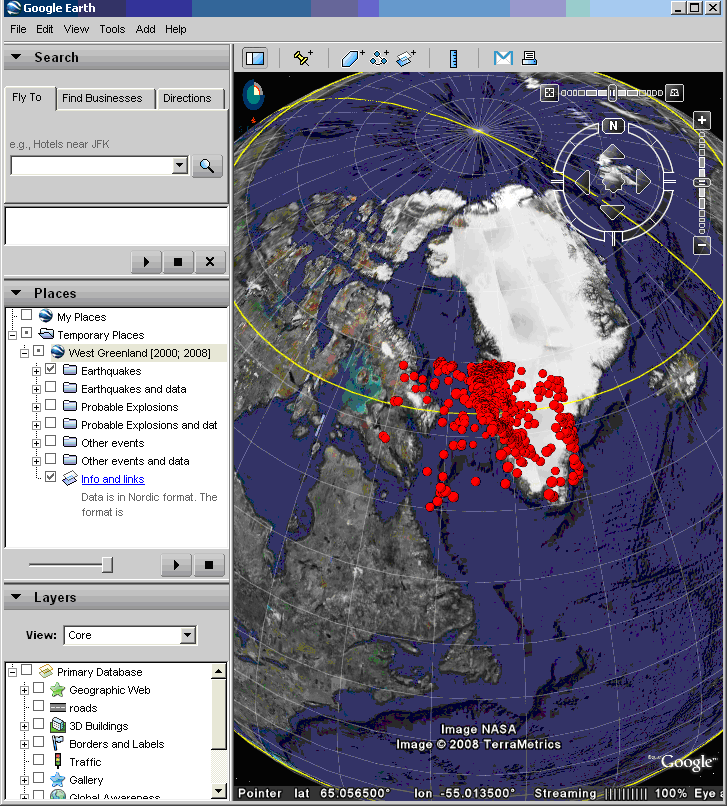 Google Earth
File Edit View Tools Add Help
Search
Fly To Find Businesses Directions
e.g., Hotels near JFK
Places
My Places
Temporary Places
West Greenland [2000; 2008]
Earthquakes
Earthquakes and data
Probable Explosions
Probable Explosions and dat
Other events
Other events and data
Info and links
Data is in Nordic format. The
format is
Layers
View: Core
Primary Database
Geographic Web
roads
3D Buildings
Borders and Labels
Traffic
Gallery
Global Awareness
N
Image NASA
Image © 2008 TerraMetrics
Google™
Pointer lat 65.056500° lon -55.013500° Streaming 100% Eye a